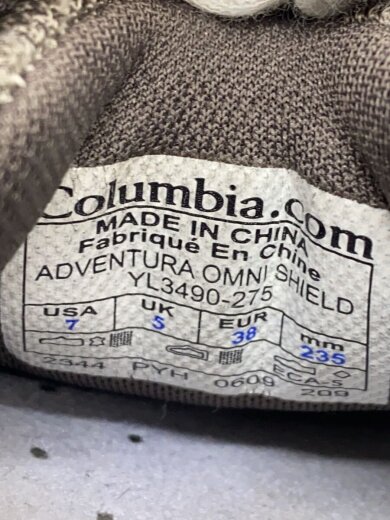 Columbia.com
MADE IN CHINA
Fabriqué En Chine
ADVENTURA OMNI SHIELD
YL3490-275
USA UK EUR mm
7 5 38 235
2344 PYH 0609 ECA-5
209